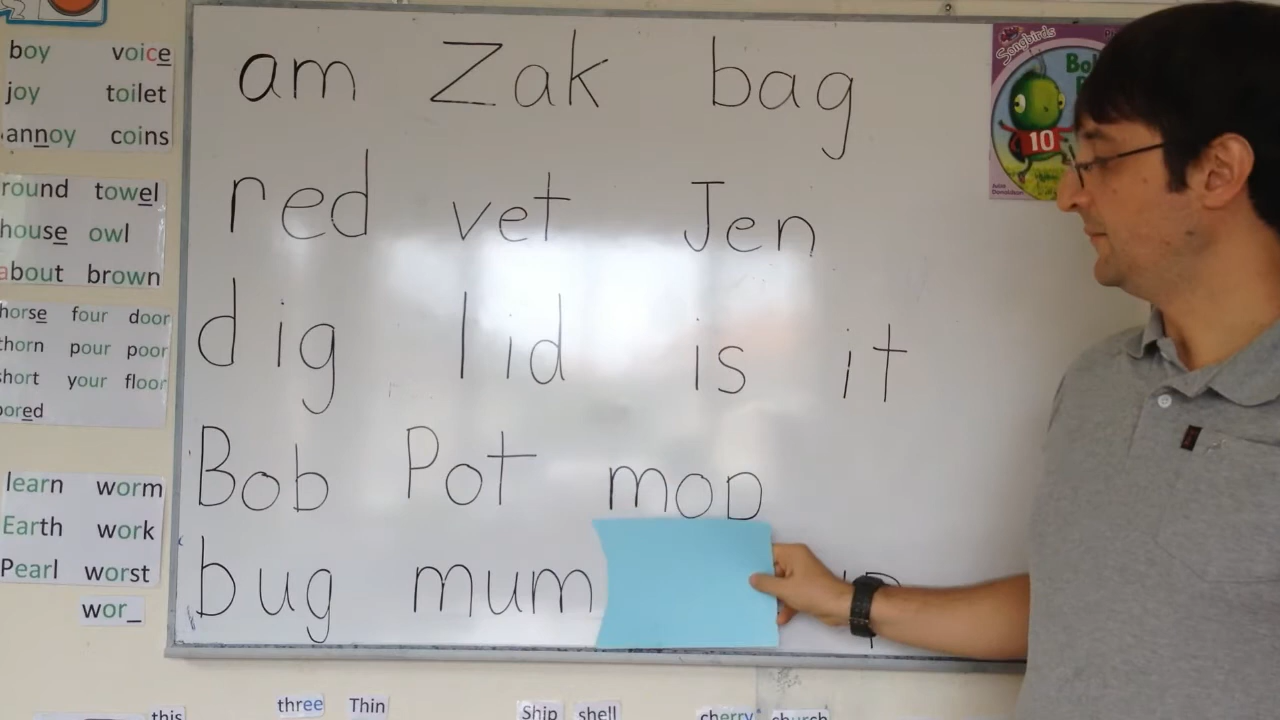 boy voice
joy toilet
annoy coins
round towel
house owl
about brown
horse four door
thorn pour poor
short your floor
bored
learn worm
Earth work
Pearl worst
wor_
am Zak bag
red vet Jen
dig lid is it
Bob Pot
bug mum
Songbirds
10
Julia
Donaldson
three Thin
this Ship shell
cherry church